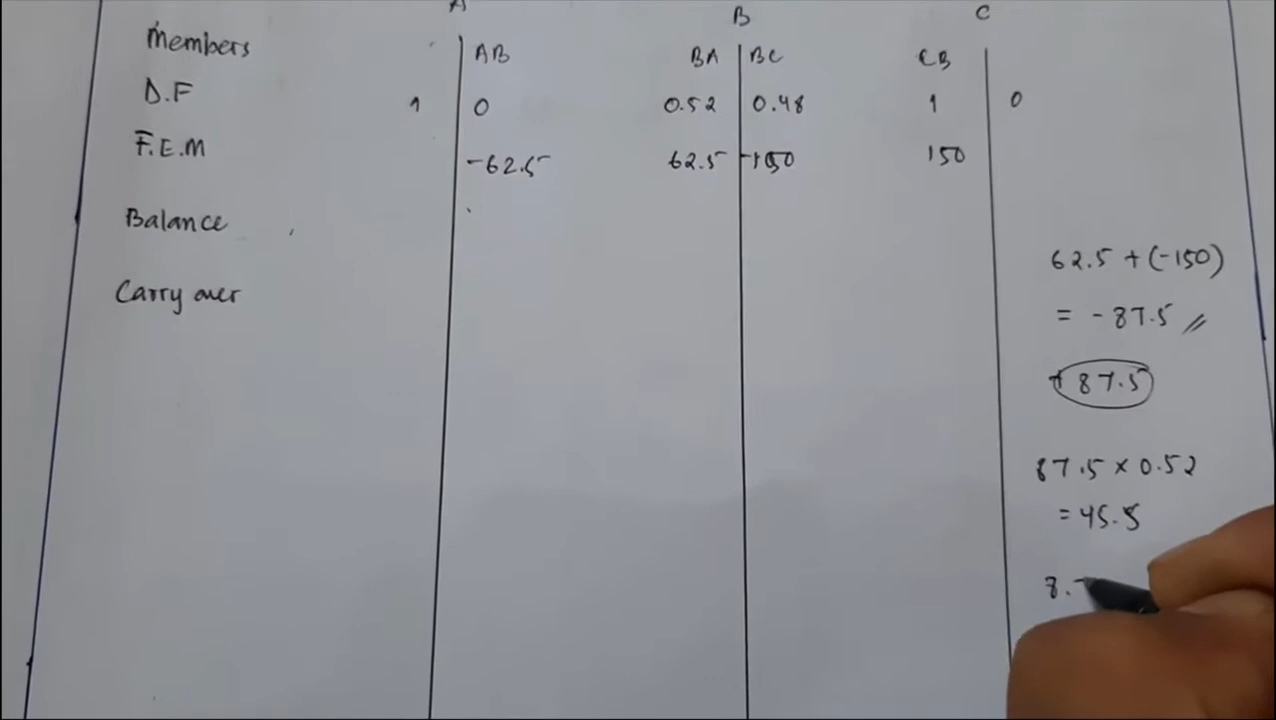 A B C
Members AB BA BC CB
D.F 1 0 0.52 0.48 1 0
F.E.M -62.5 62.5 -150 150
Balance
Carry over
62.5 + (-150)
= - 87.5 //
+ 87.5
87.5 × 0.52
= 45.5
8.